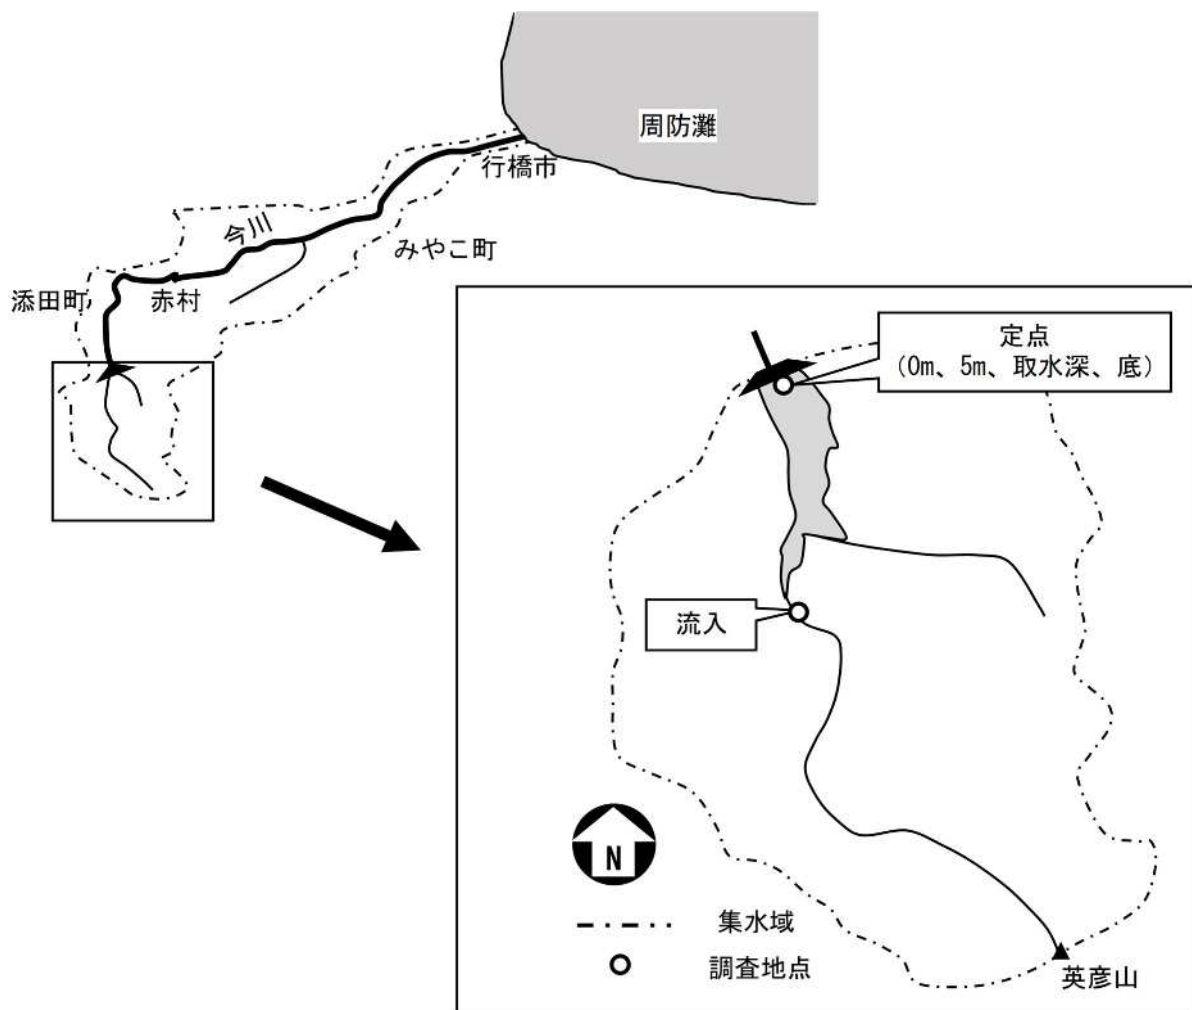 周防灘
行橋市
今川
みやこ町
添田町
赤村
定点
(0m、5m、取水深、底)
流入
N
集水域
調査地点
英彦山